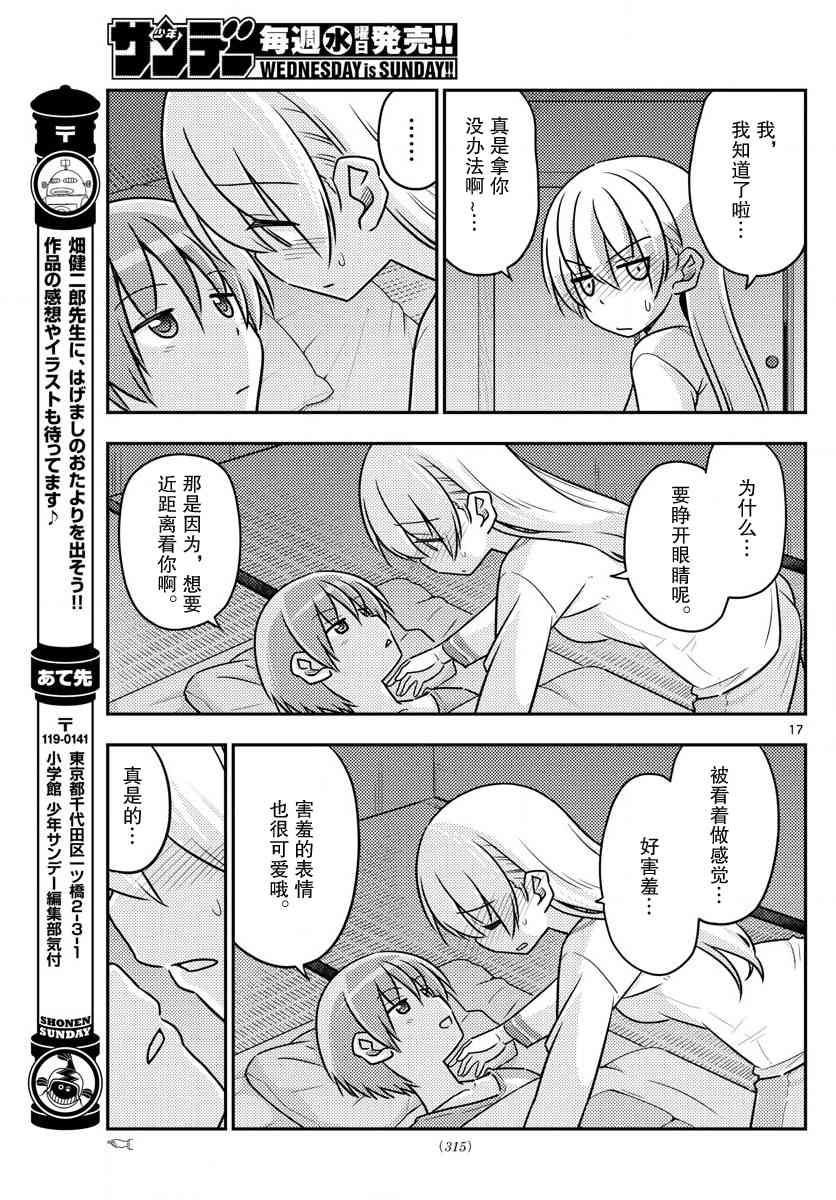 少年サンデー
毎週水曜日発売!!
WEDNESDAY is SUNDAY!!
我，
我知道了啦…
真是拿你
没办法啊~…
……
为什么…
要睁开眼睛呢。
那是因为，想要
近距离看你啊。
17
被看着做感觉…
好害羞…
害羞的表情
也很可爱哦。
真是的…
〒
畑健二郎先生に、はげましのおたよりを出そう!!
作品の感想やイラストも待ってます♪
あて先
〒
119-0141
東京都千代田区一ツ橋2-3-1
小学館 少年サンデー編集部気付
SHONEN
SUNDAY
(315)